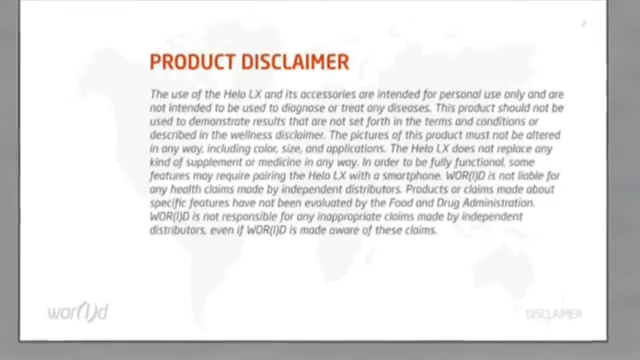 2
PRODUCT DISCLAIMER
The use of the Helo LX and its accessories are intended for personal use only and are
not intended to be used to diagnose or treat any diseases. This product should not be
used to demonstrate results that are not set forth in the terms and conditions or
described in the wellness disclaimer. The pictures of this product must not be altered
in any way, including color, size, and applications. The Helo LX does not replace any
kind of supplement or medicine in any way. In order to be fully functional, some
features may require pairing the Helo LX with a smartphone. WOR(l)D is not liable for
any health claims made by independent distributors. Products or claims made about
specific features have not been evaluated by the Food and Drug Administration.
WOR(l)D is not responsible for any inappropriate claims made by independent
distributors, even if WOR(l)D is made aware of these claims.
wor(l)d
DISCLAIMER